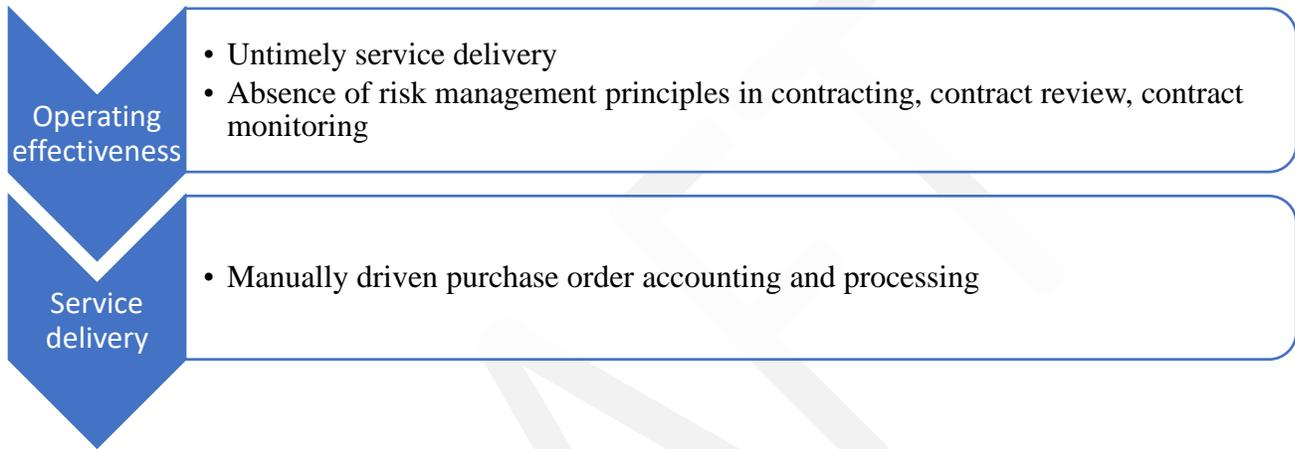 Operating
effectiveness
• Untimely service delivery
• Absence of risk management principles in contracting, contract review, contract
monitoring
Service
delivery
• Manually driven purchase order accounting and processing